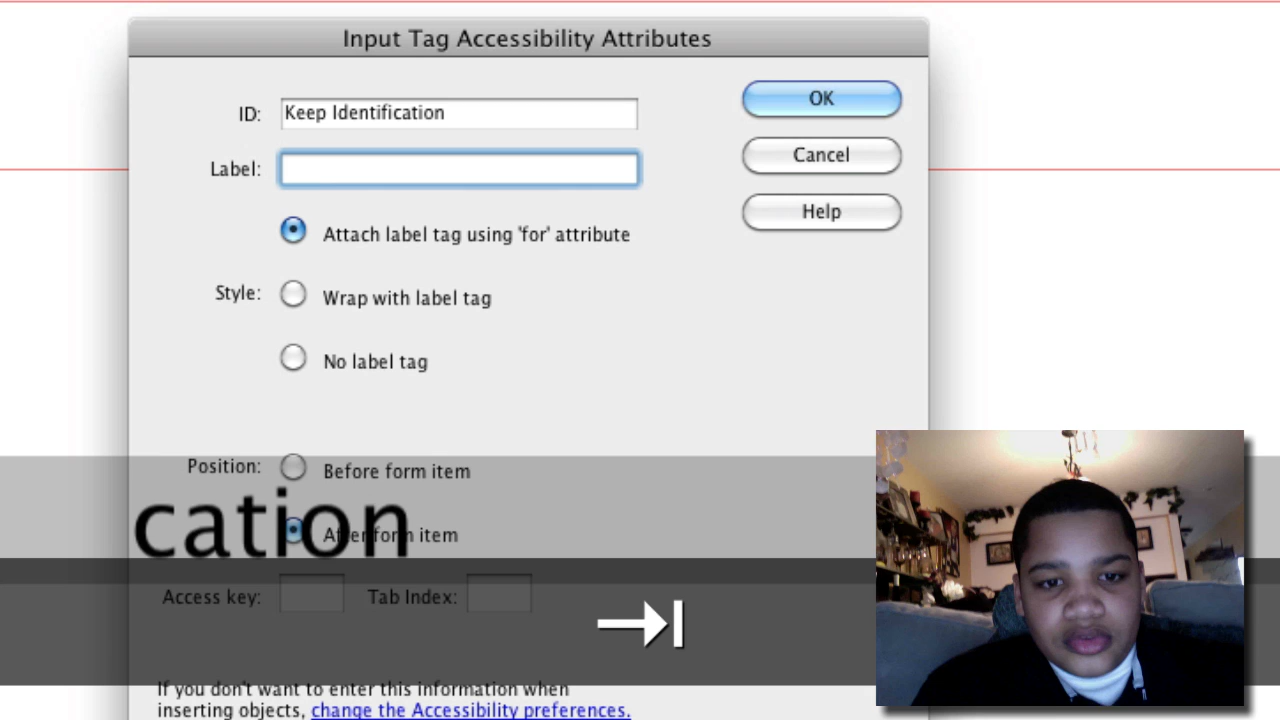 Input Tag Accessibility Attributes
ID: Keep Identification
OK
Label:
Cancel
Help
Attach label tag using 'for' attribute
Style: Wrap with label tag
No label tag
Position: Before form item
cation
After form item
Access key: Tab Index:
If you don't want to enter this information when
inserting objects, change the Accessibility preferences.